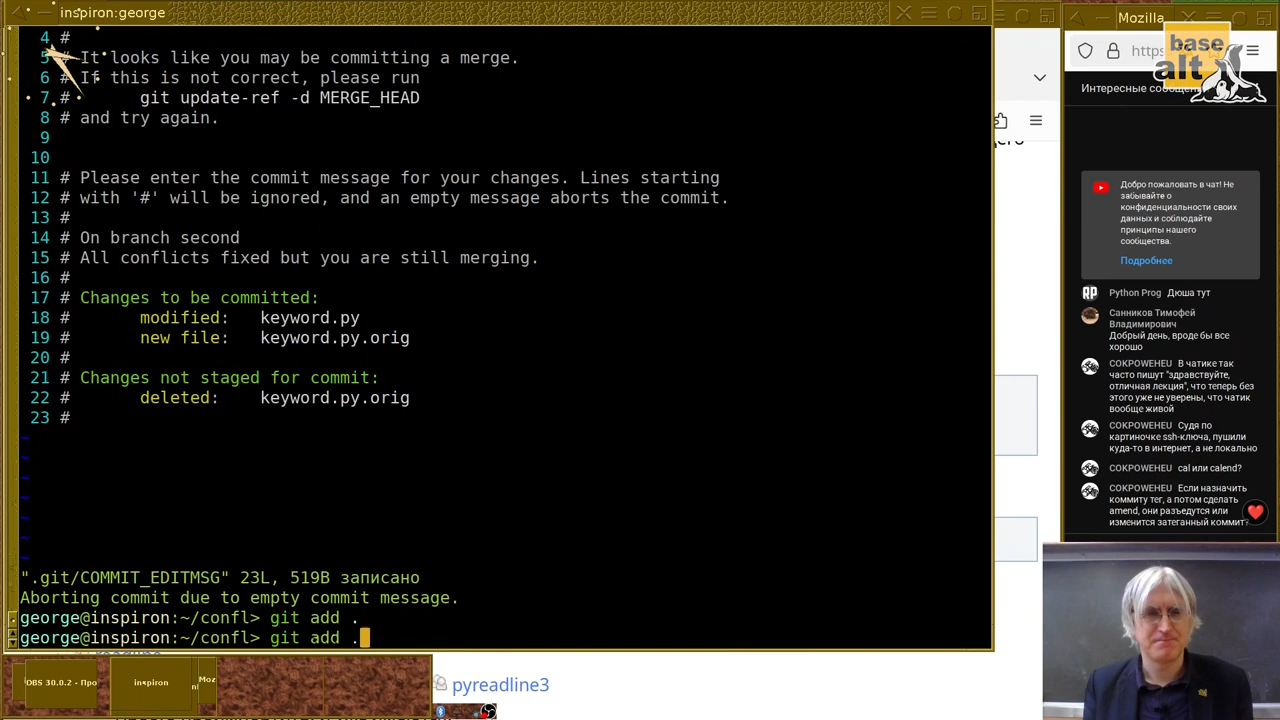 inspiron:george
4 #
5 # It looks like you may be committing a merge.
6 # If this is not correct, please run
7 #       git update-ref -d MERGE_HEAD
8 # and try again.
9
10
11 # Please enter the commit message for your changes. Lines starting
12 # with '#' will be ignored, and an empty message aborts the commit.
13 #
14 # On branch second
15 # All conflicts fixed but you are still merging.
16 #
17 # Changes to be committed:
18 #       modified:   keyword.py
19 #       new file:   keyword.py.orig
20 #
21 # Changes not staged for commit:
22 #       deleted:    keyword.py.orig
23 #
~
~
~
~
~
~
~
".git/COMMIT_EDITMSG" 23L, 519B записано
Aborting commit due to empty commit message.
george@inspiron:~/confl> git add .
george@inspiron:~/confl> git add .
OBS 30.0.2 - Про
inspiron
Moz
pyreadline3
Mozilla
https
base
alt
Интересные сообщения
Добро пожаловать в чат! Не
забывайте о
конфиденциальности своих
данных и соблюдайте
принципы нашего
сообщества.
Подробнее
Python Prog Дюша тут
Санников Тимофей
Владимирович
Добрый день, вроде бы все
хорошо
COKPOWEHEU В чатике так
часто пишут "здравствуйте,
отличная лекция", что теперь без
этого уже не уверены, что чатик
вообще живой
COKPOWEHEU Судя по
картиночке ssh-ключа, пушили
куда-то в интернет, а не локально
COKPOWEHEU cal или calend?
COKPOWEHEU Если назначить
коммиту тег, а потом сделать
amend, они разъедутся или
изменится затеганный коммит?